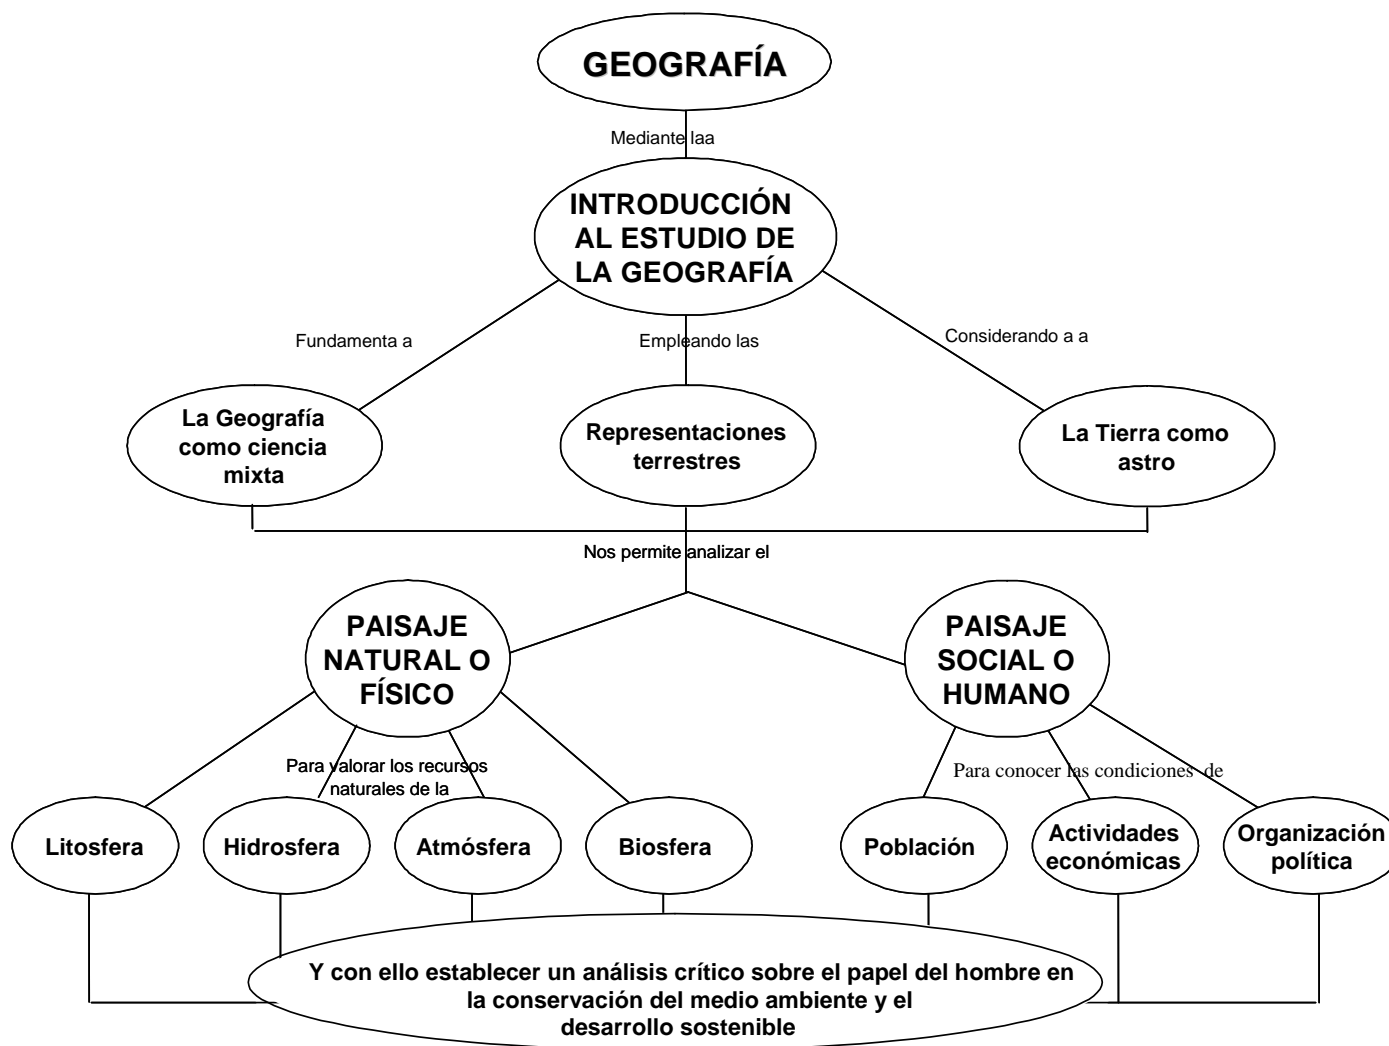 GEOGRAFÍA
Mediante laa
INTRODUCCIÓN
AL ESTUDIO DE
LA GEOGRAFÍA
Fundamenta a
Empleando las
Considerando a a
La Geografía
como ciencia
mixta
Representaciones
terrestres
La Tierra como
astro
Nos permite analizar el
PAISAJE
NATURAL O
FÍSICO
PAISAJE
SOCIAL O
HUMANO
Para valorar los recursos
naturales de la
Para conocer las condiciones de
Litosfera
Hidrosfera
Atmósfera
Biosfera
Población
Actividades
económicas
Organización
política
Y con ello establecer un análisis crítico sobre el papel del hombre en
la conservación del medio ambiente y el
desarrollo sostenible